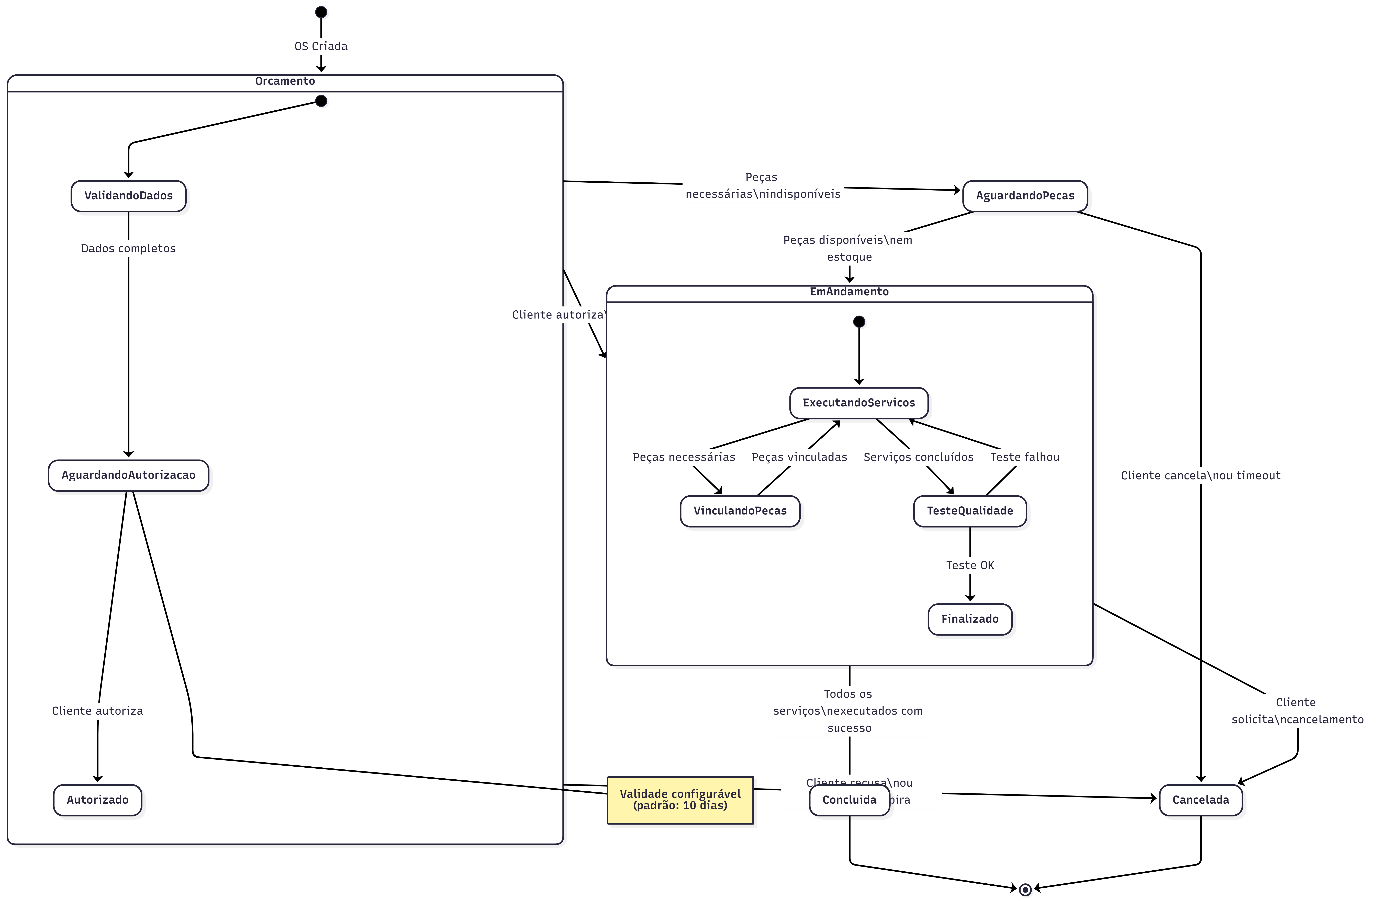 OS Criada
Orcamento
ValidandoDados
Dados completos
Peças
necessárias\nindisponíveis
AguardandoPecas
Peças disponíveis\nem
estoque
EmAndamento
Cliente autoriza\
ExecutandoServicos
Peças necessárias
Peças vinculadas
Serviços concluídos
Teste falhou
AguardandoAutorizacao
Cliente cancela\nou timeout
VinculandoPecas
TesteQualidade
Teste OK
Finalizado
Cliente autoriza
Todos os
serviços\nexecutados com
sucesso
Cliente
solicita\ncancelamento
Autorizado
Validade configurável
(padrão: 10 dias)
Cliente recusa\nou
Concluida
Cancelada